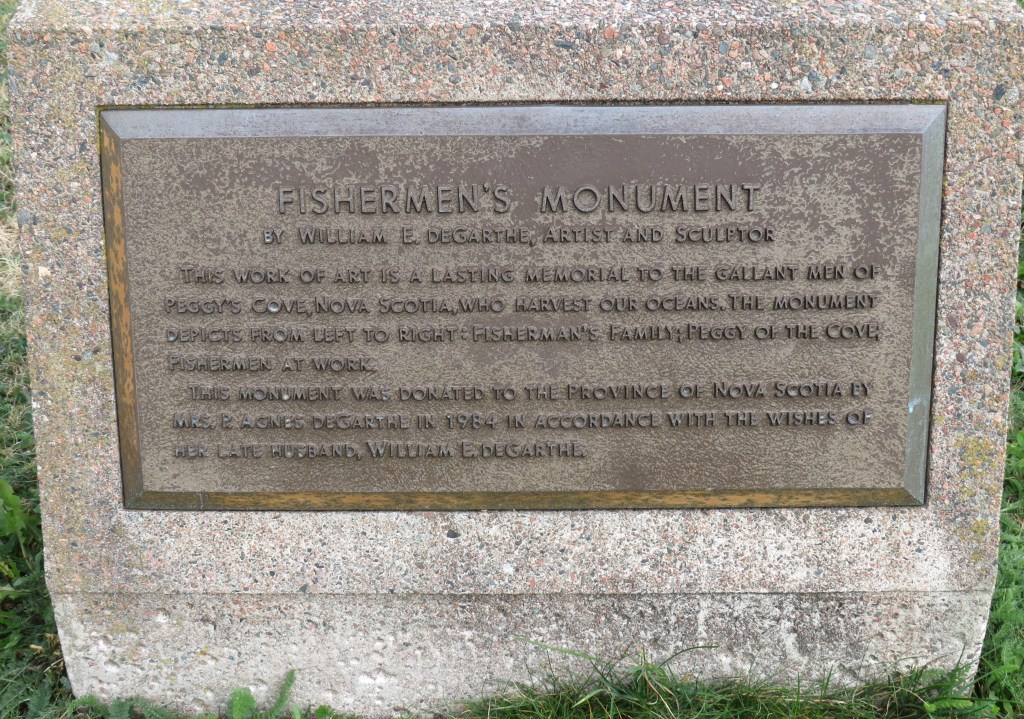 FISHERMEN'S MONUMENT
BY WILLIAM E. DEGARTHE, ARTIST AND SCULPTOR
THIS WORK OF ART IS A LASTING MEMORIAL TO THE GALLANT MEN OF
PEGGY'S COVE, NOVA SCOTIA, WHO HARVEST OUR OCEANS. THE MONUMENT
DEPICTS FROM LEFT TO RIGHT: FISHERMAN'S FAMILY; PEGGY OF THE COVE;
FISHERMEN AT WORK.
THIS MONUMENT WAS DONATED TO THE PROVINCE OF NOVA SCOTIA BY
MRS. P. AGNES DEGARTHE IN 1984 IN ACCORDANCE WITH THE WISHES OF
HER LATE HUSBAND, WILLIAM E. DEGARTHE.